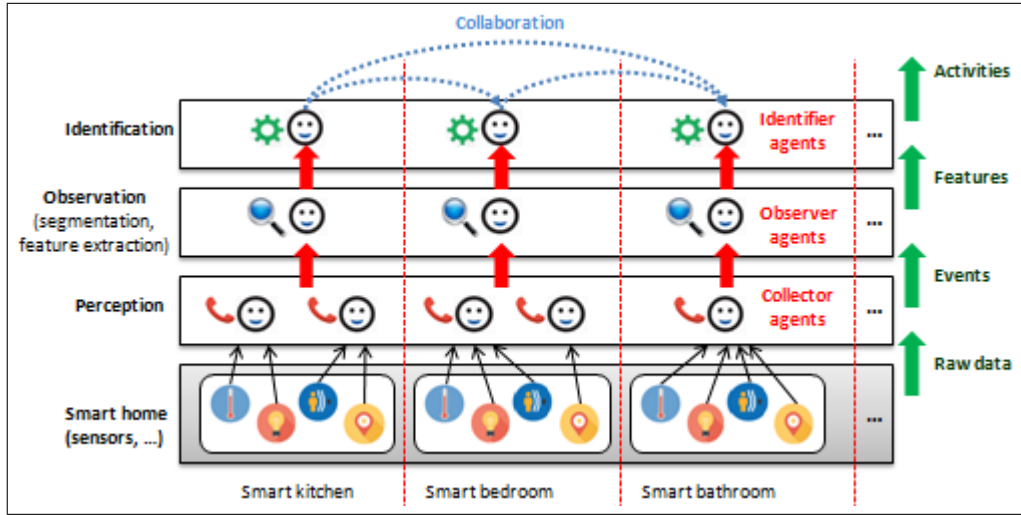 Collaboration
Activities
Identification
Identifier
agents
...
Features
Observation
(segmentation,
feature extraction)
Observer
agents
...
Events
Perception
Collector
agents
...
Raw data
Smart home
(sensors, ...)
...
Smart kitchen
Smart bedroom
Smart bathroom